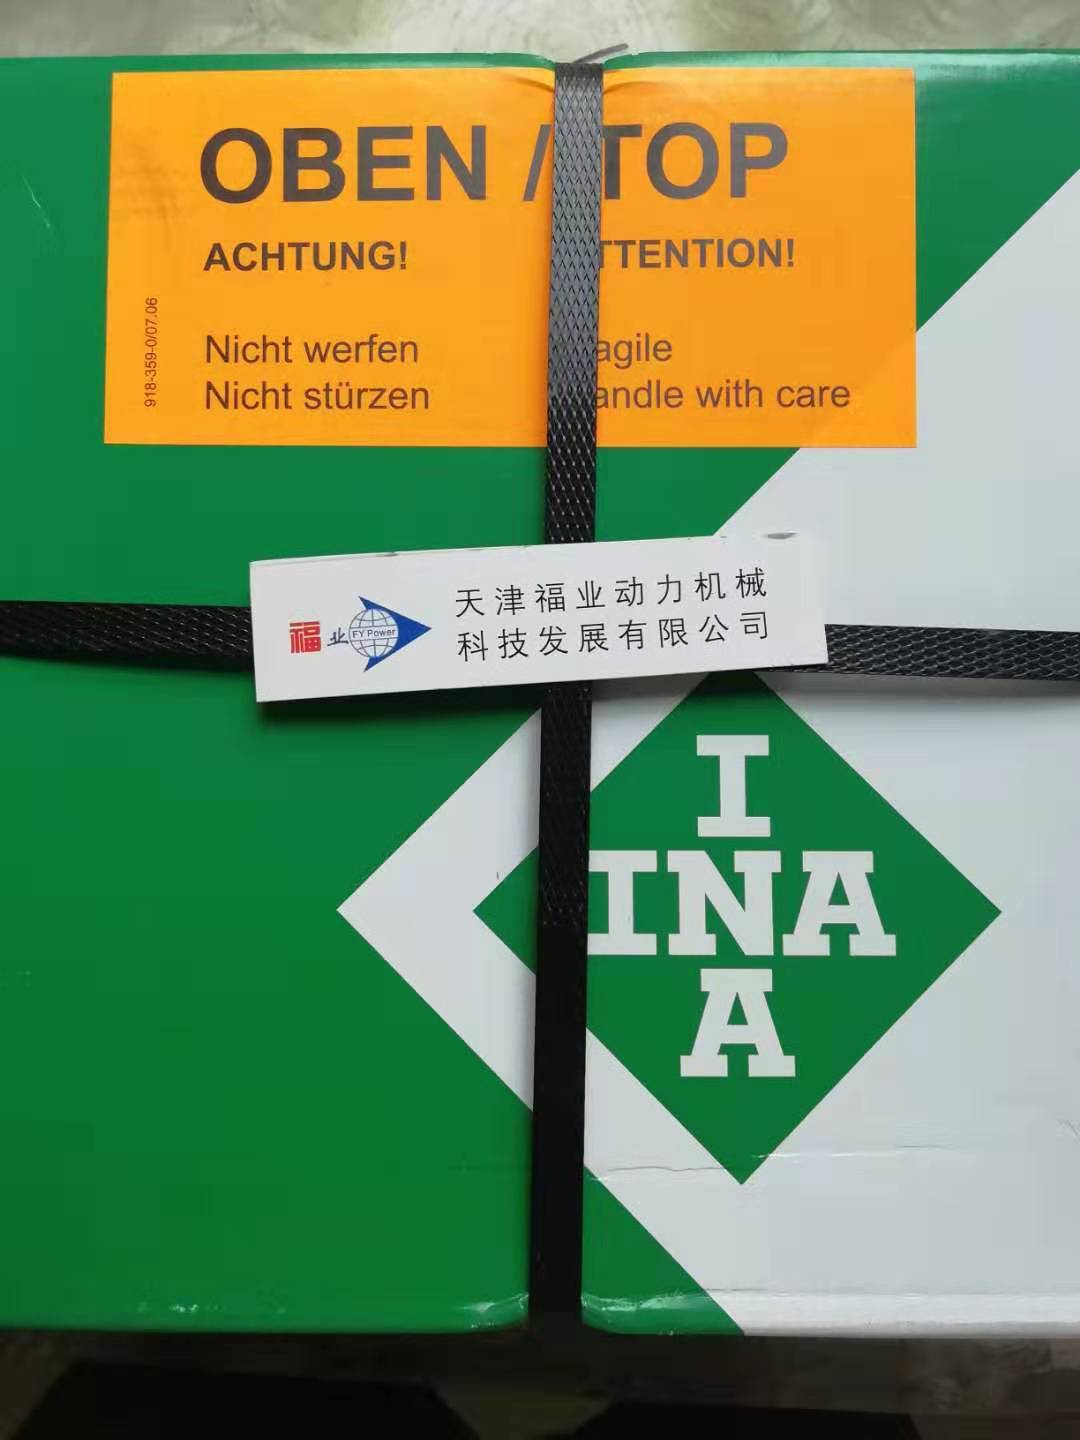 OBEN / TOP
ACHTUNG! TTENTION!
918-359-0/07.06
Nicht werfen agile
Nicht stürzen andle with care
福业 FY Power
天津福业动力机械
科技发展有限公司
I
INA
A